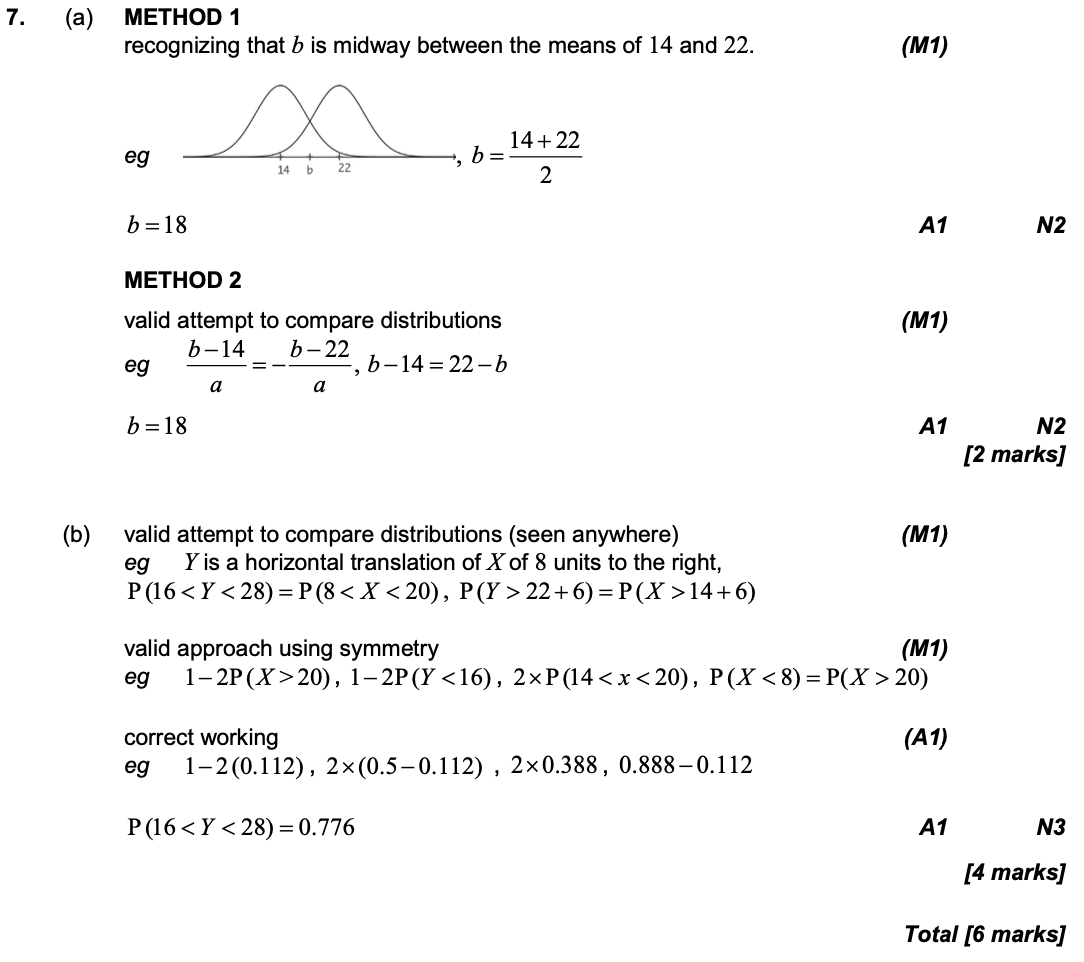 7. (a) METHOD 1
recognizing that b is midway between the means of 14 and 22. (M1)
eg 14 b 22 , b = (14 + 22)/2
b = 18 A1 N2
METHOD 2
valid attempt to compare distributions (M1)
eg (b − 14)/a = −(b − 22)/a, b − 14 = 22 − b
b = 18 A1 N2
[2 marks]
(b) valid attempt to compare distributions (seen anywhere) (M1)
eg Y is a horizontal translation of X of 8 units to the right,
P(16 < Y < 28) = P(8 < X < 20), P(Y > 22 + 6) = P(X > 14 + 6)
valid approach using symmetry (M1)
eg 1 − 2P(X > 20), 1 − 2P(Y < 16), 2 × P(14 < x < 20), P(X < 8) = P(X > 20)
correct working (A1)
eg 1 − 2(0.112), 2 × (0.5 − 0.112), 2 × 0.388, 0.888 − 0.112
P(16 < Y < 28) = 0.776 A1 N3
[4 marks]
Total [6 marks]